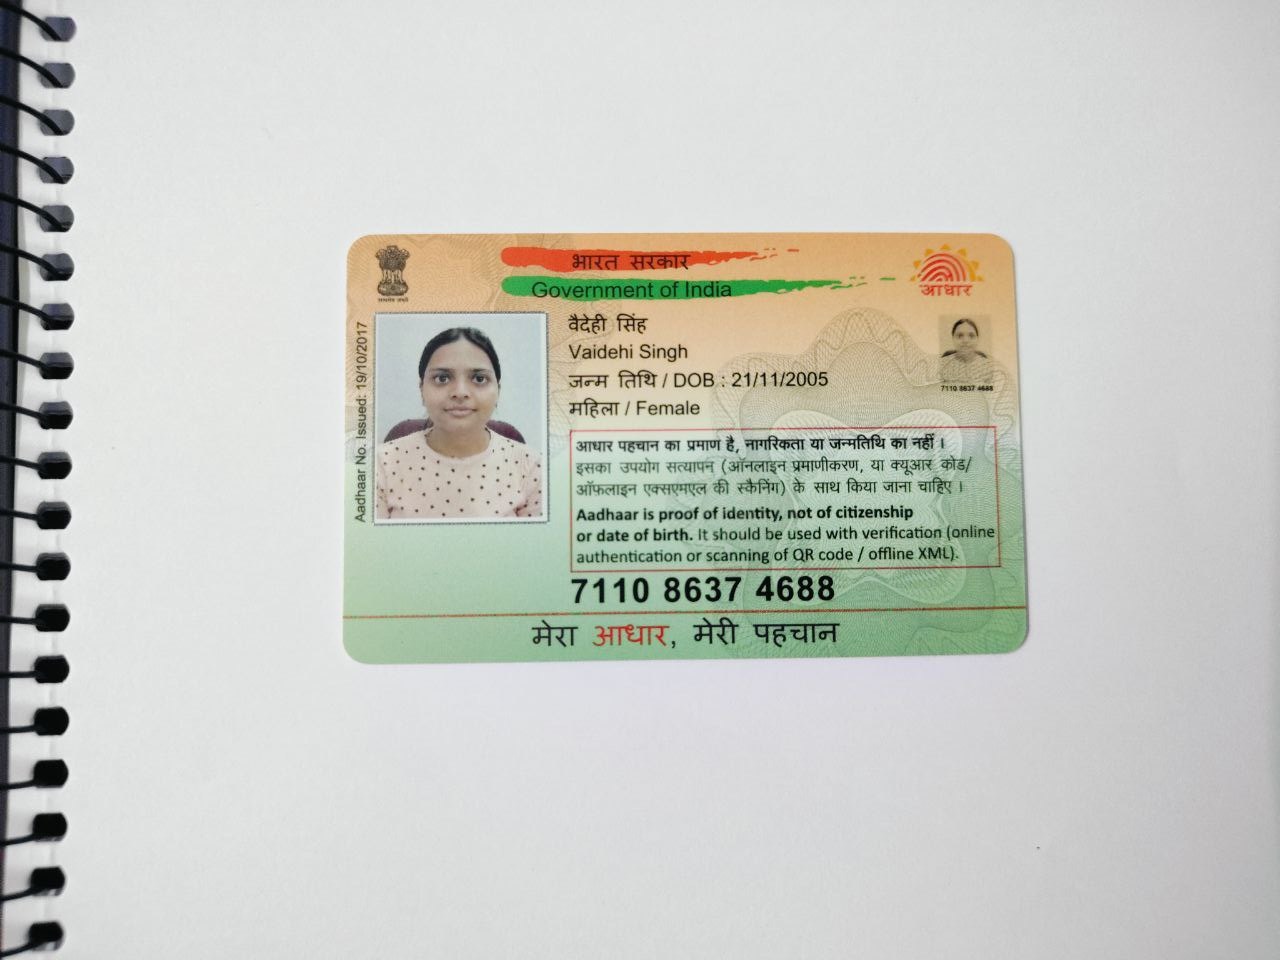 भारत सरकार
Government of India
आधार
Aadhaar No. Issued: 19/10/2017
वैदेही सिंह
Vaidehi Singh
जन्म तिथि / DOB : 21/11/2005
महिला / Female
7110 8637 4688
आधार पहचान का प्रमाण है, नागरिकता या जन्मतिथि का नहीं ।
इसका उपयोग सत्यापन (ऑनलाइन प्रमाणीकरण, या क्यूआर कोड/
ऑफलाइन एक्सएमएल की स्कैनिंग) के साथ किया जाना चाहिए ।
Aadhaar is proof of identity, not of citizenship
or date of birth. It should be used with verification (online
authentication or scanning of QR code / offline XML).
7110 8637 4688
मेरा आधार, मेरी पहचान